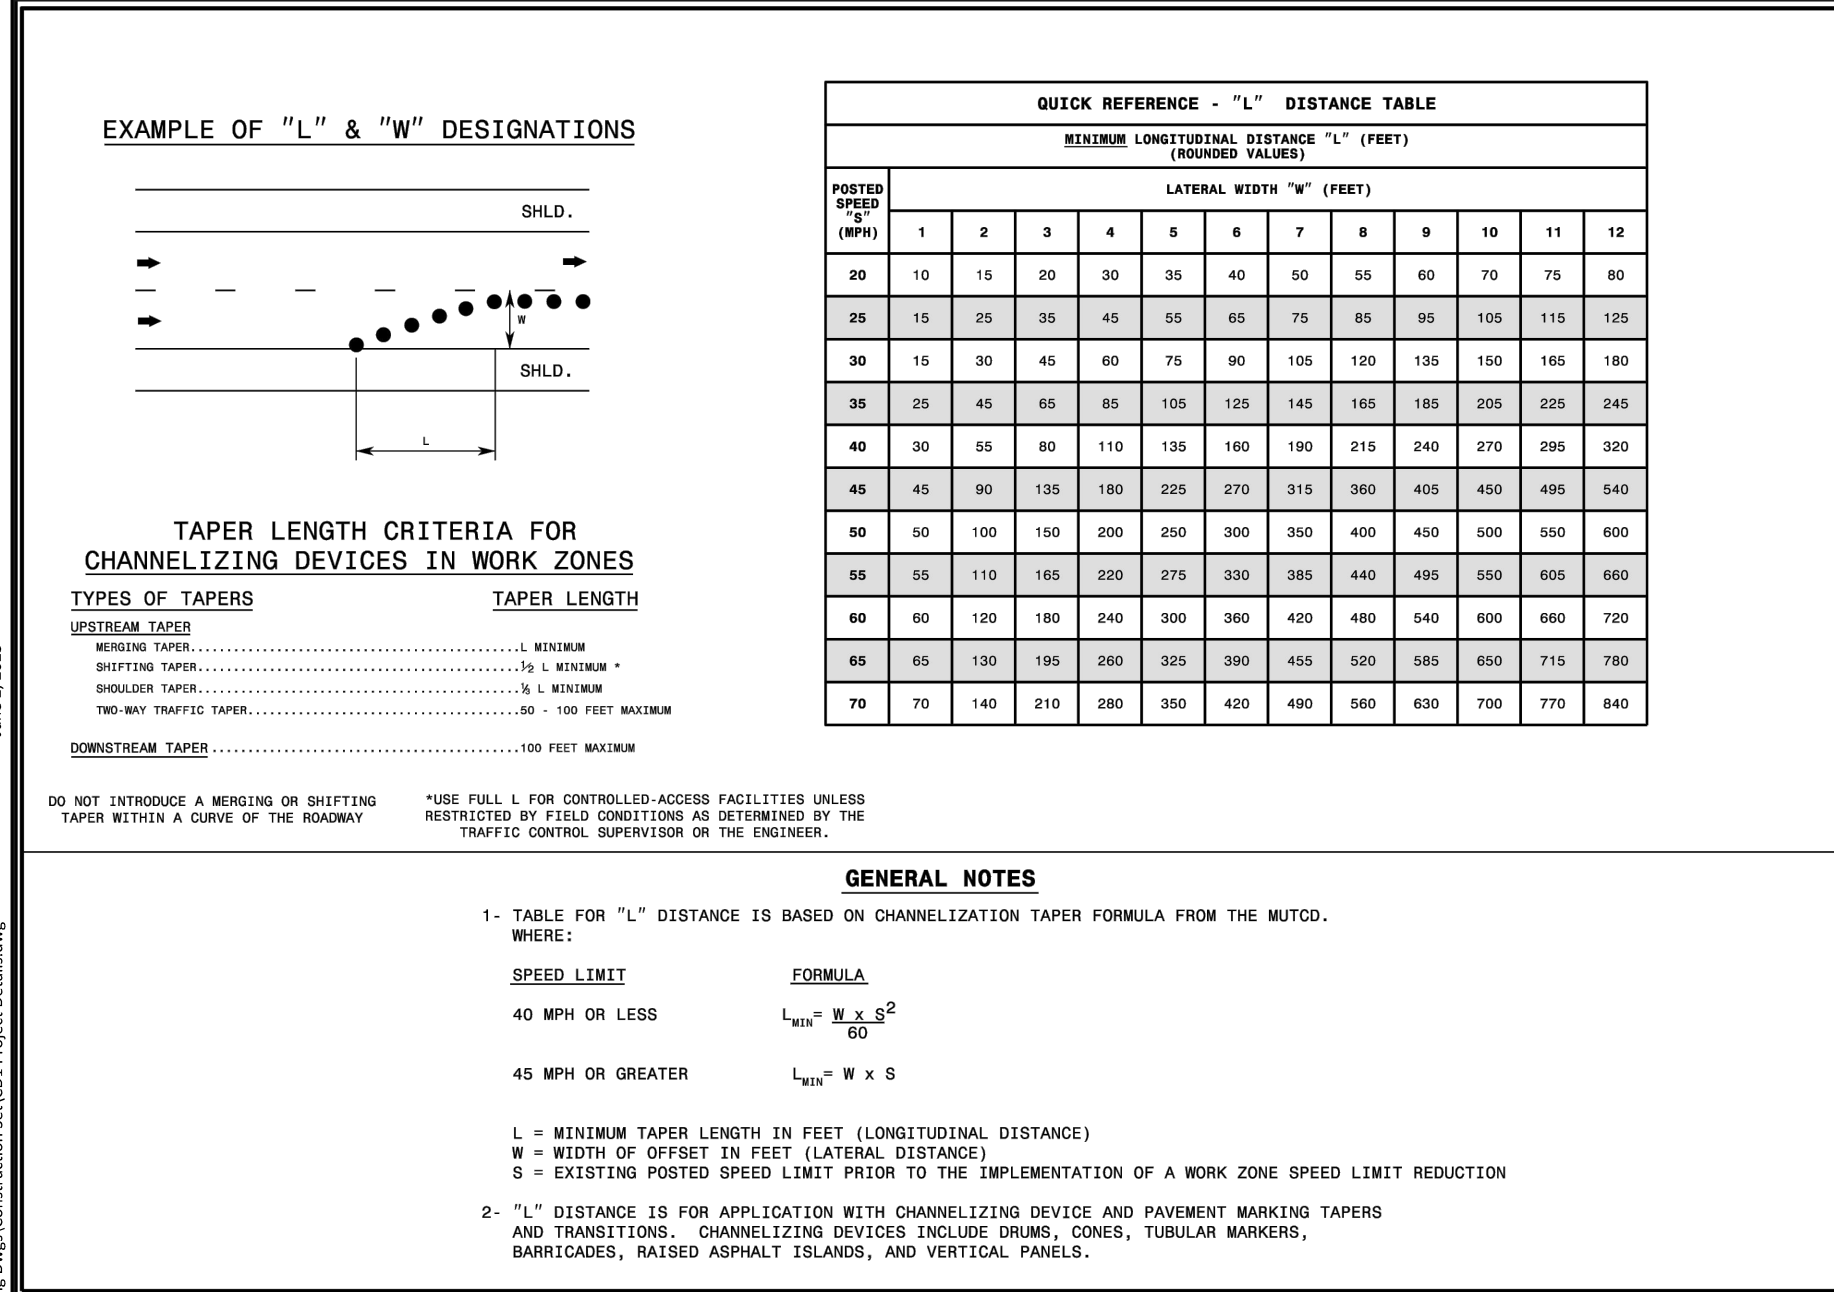 EXAMPLE OF "L" & "W" DESIGNATIONS
SHLD.
W
SHLD.
L
TAPER LENGTH CRITERIA FOR
CHANNELIZING DEVICES IN WORK ZONES
TYPES OF TAPERS TAPER LENGTH
UPSTREAM TAPER
MERGING TAPER.............................................L MINIMUM
SHIFTING TAPER............................................½ L MINIMUM *
SHOULDER TAPER............................................⅓ L MINIMUM
TWO-WAY TRAFFIC TAPER.....................................50 - 100 FEET MAXIMUM
DOWNSTREAM TAPER..........................................100 FEET MAXIMUM
DO NOT INTRODUCE A MERGING OR SHIFTING
TAPER WITHIN A CURVE OF THE ROADWAY
*USE FULL L FOR CONTROLLED-ACCESS FACILITIES UNLESS
RESTRICTED BY FIELD CONDITIONS AS DETERMINED BY THE
TRAFFIC CONTROL SUPERVISOR OR THE ENGINEER.
QUICK REFERENCE - "L" DISTANCE TABLE
MINIMUM LONGITUDINAL DISTANCE "L" (FEET)
(ROUNDED VALUES)
POSTED
SPEED
"S"
(MPH)
LATERAL WIDTH "W" (FEET)
1 2 3 4 5 6 7 8 9 10 11 12
20 10 15 20 30 35 40 50 55 60 70 75 80
25 15 25 35 45 55 65 75 85 95 105 115 125
30 15 30 45 60 75 90 105 120 135 150 165 180
35 25 45 65 85 105 125 145 165 185 205 225 245
40 30 55 80 110 135 160 190 215 240 270 295 320
45 45 90 135 180 225 270 315 360 405 450 495 540
50 50 100 150 200 250 300 350 400 450 500 550 600
55 55 110 165 220 275 330 385 440 495 550 605 660
60 60 120 180 240 300 360 420 480 540 600 660 720
65 65 130 195 260 325 390 455 520 585 650 715 780
70 70 140 210 280 350 420 490 560 630 700 770 840
GENERAL NOTES
1- TABLE FOR "L" DISTANCE IS BASED ON CHANNELIZATION TAPER FORMULA FROM THE MUTCD.
WHERE:
SPEED LIMIT FORMULA
40 MPH OR LESS L MIN = W x S²
60
45 MPH OR GREATER L MIN = W x S
L = MINIMUM TAPER LENGTH IN FEET (LONGITUDINAL DISTANCE)
W = WIDTH OF OFFSET IN FEET (LATERAL DISTANCE)
S = EXISTING POSTED SPEED LIMIT PRIOR TO THE IMPLEMENTATION OF A WORK ZONE SPEED LIMIT REDUCTION
2- "L" DISTANCE IS FOR APPLICATION WITH CHANNELIZING DEVICE AND PAVEMENT MARKING TAPERS
AND TRANSITIONS. CHANNELIZING DEVICES INCLUDE DRUMS, CONES, TUBULAR MARKERS,
BARRICADES, RAISED ASPHALT ISLANDS, AND VERTICAL PANELS.